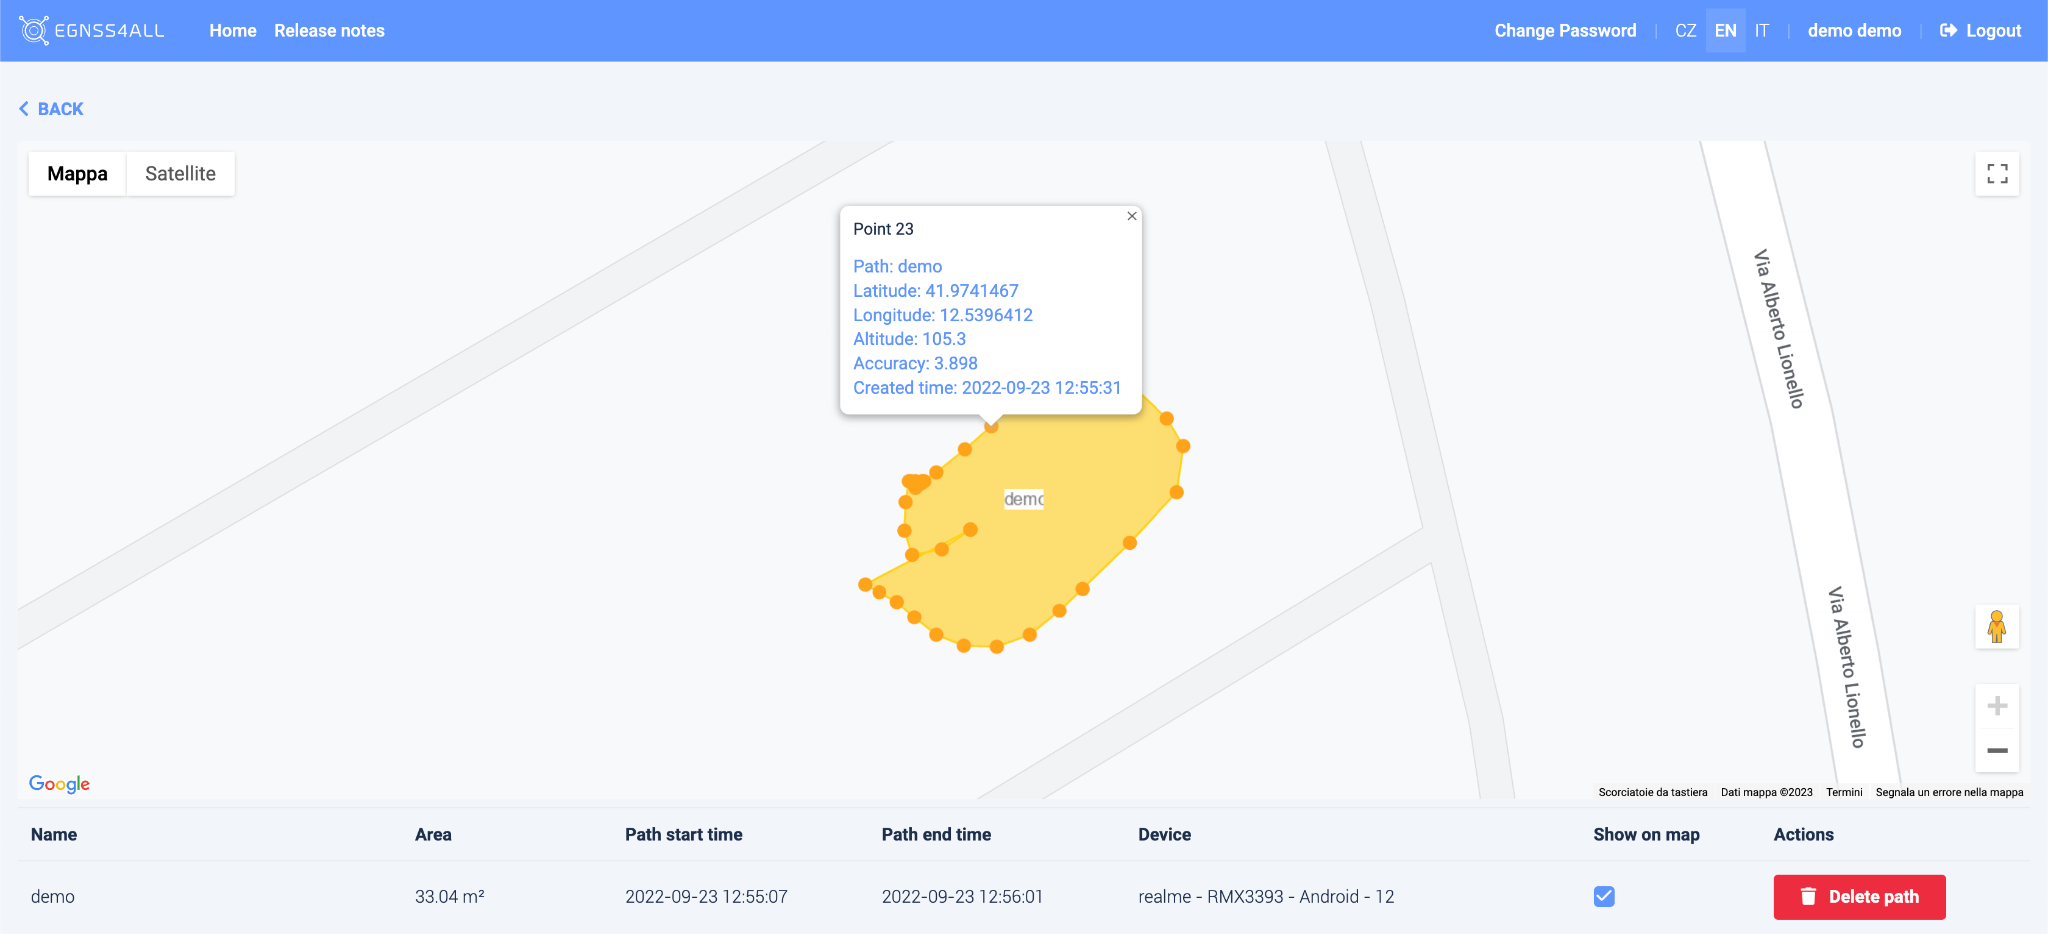 EGNSS4ALL
Home
Release notes
Change Password
CZ
EN
IT
demo demo
Logout
BACK
Mappa
Satellite
Point 23
Path: demo
Latitude: 41.9741467
Longitude: 12.5396412
Altitude: 105.3
Accuracy: 3.898
Created time: 2022-09-23 12:55:31
demo
Via Alberto Lionello
Via Alberto Lionello
Google
Scorciatoie da tastiera
Dati mappa ©2023
Termini
Segnala un errore nella mappa
Name
Area
Path start time
Path end time
Device
Show on map
Actions
demo
33.04 m²
2022-09-23 12:55:07
2022-09-23 12:56:01
realme - RMX3393 - Android - 12
Delete path